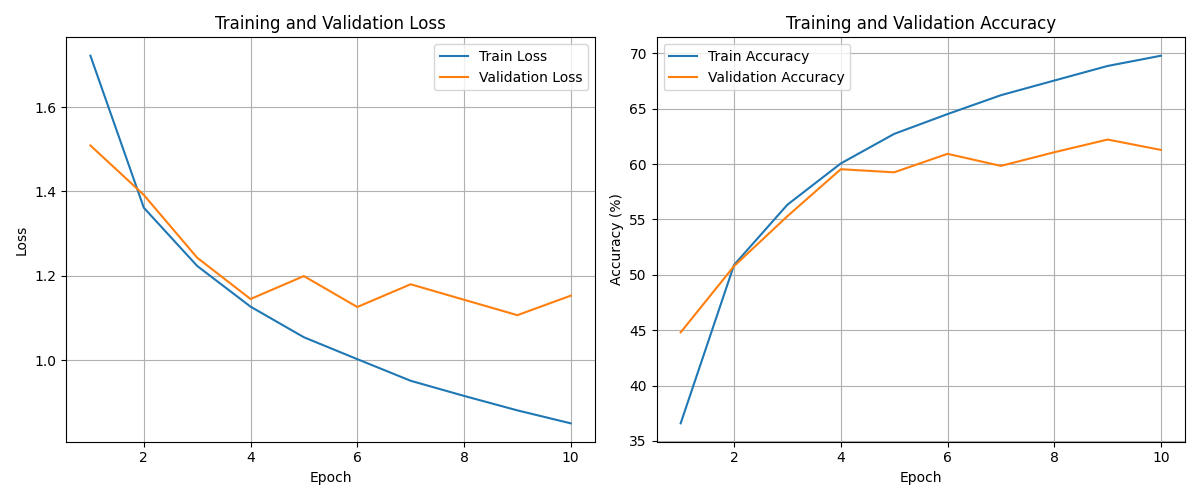 Training and Validation Loss
Train Loss
Validation Loss
Loss
1.6
1.4
1.2
1.0
2 4 6 8 10
Epoch
Training and Validation Accuracy
Train Accuracy
Validation Accuracy
Accuracy (%)
70
65
60
55
50
45
40
35
2 4 6 8 10
Epoch